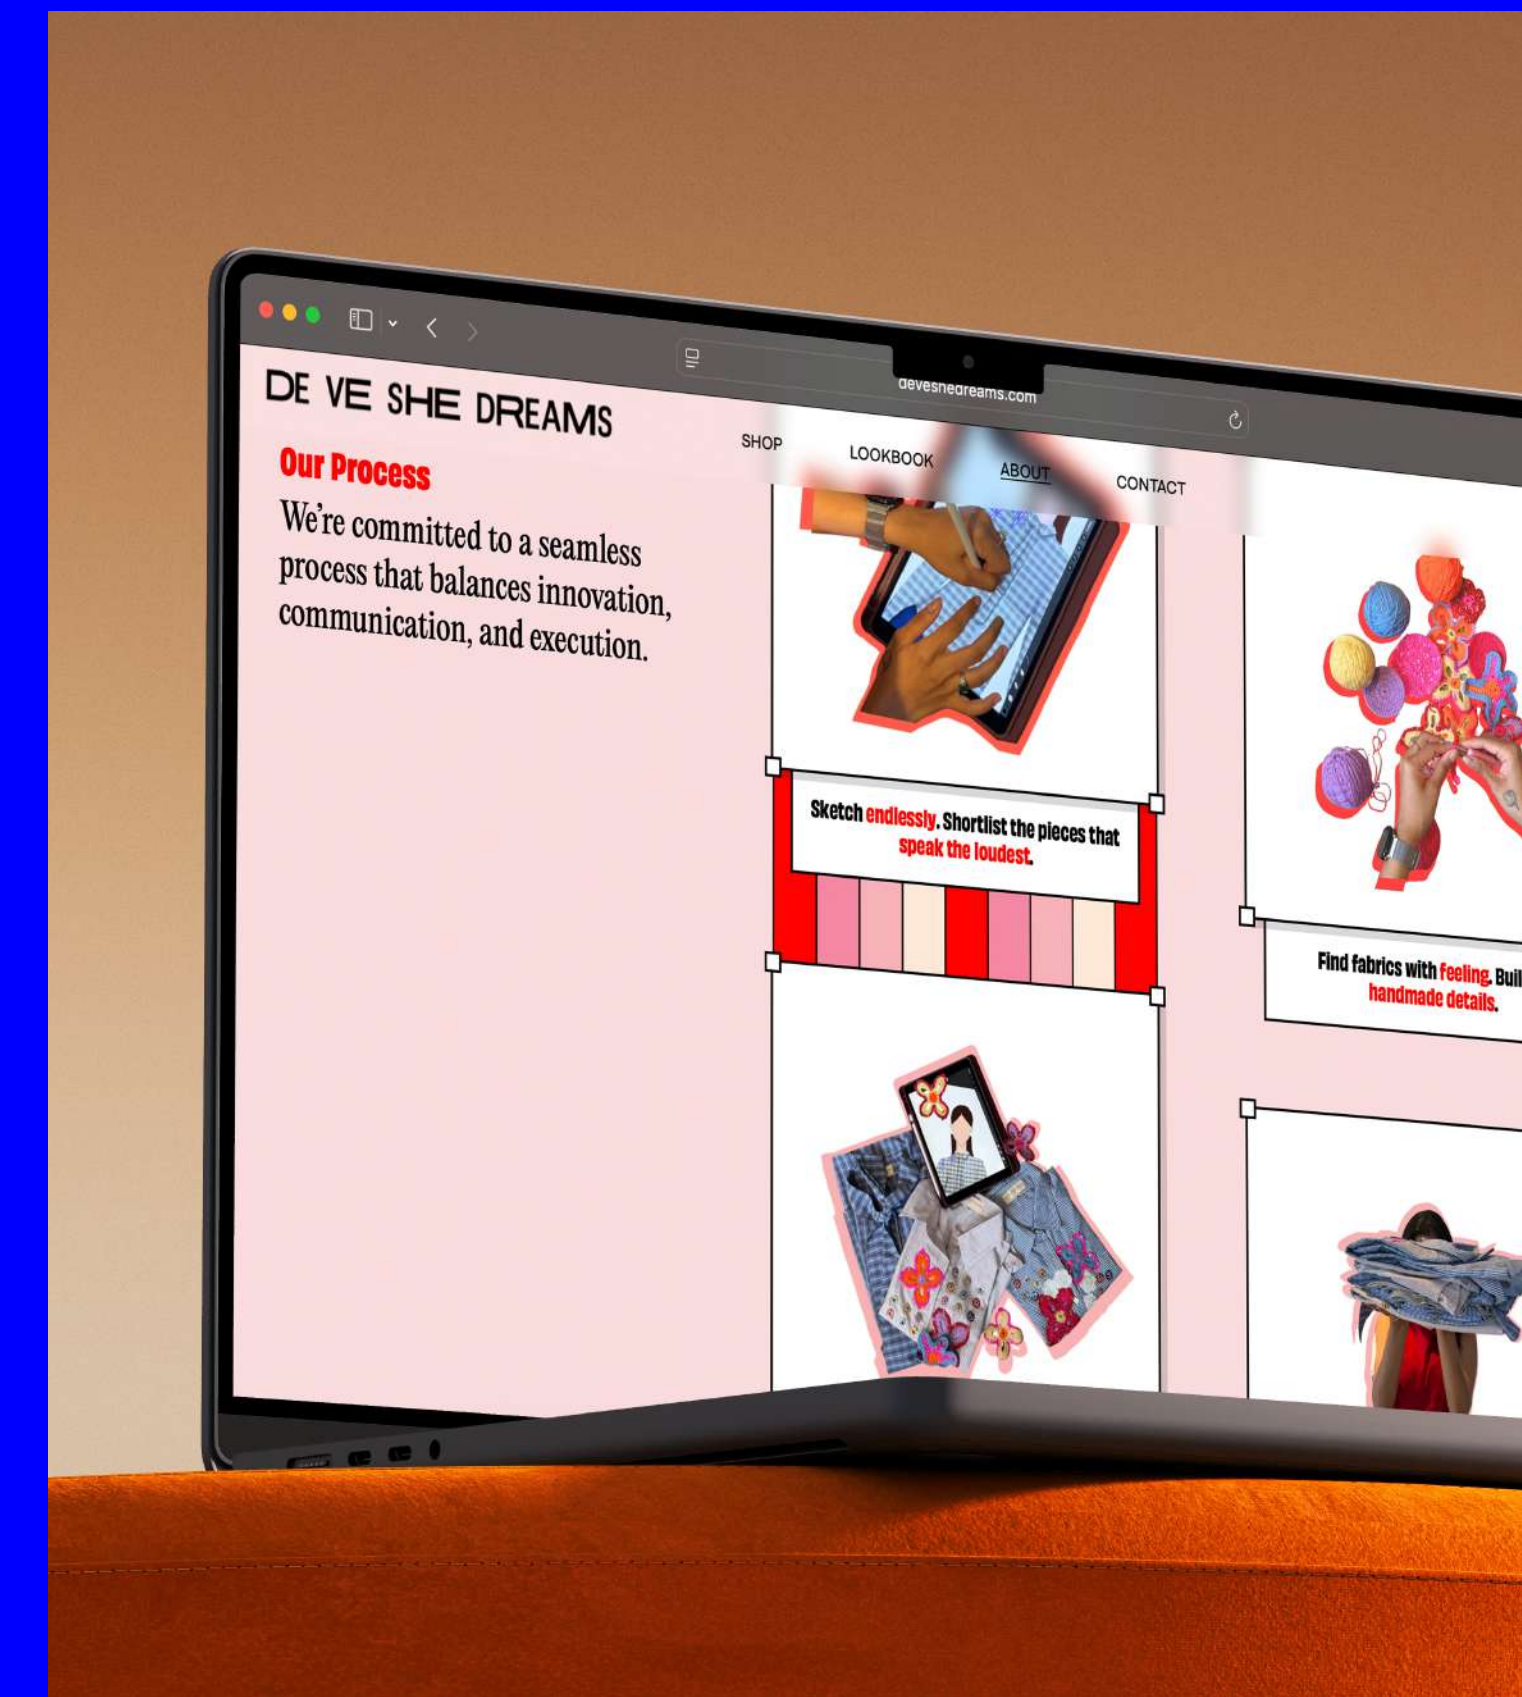 deveshedreams.com
DE VE SHE DREAMS
SHOP
LOOKBOOK
ABOUT
CONTACT
Our Process
We're committed to a seamless
process that balances innovation,
communication, and execution.
Sketch endlessly. Shortlist the pieces that
speak the loudest.
Find fabrics with feeling.
handmade details.